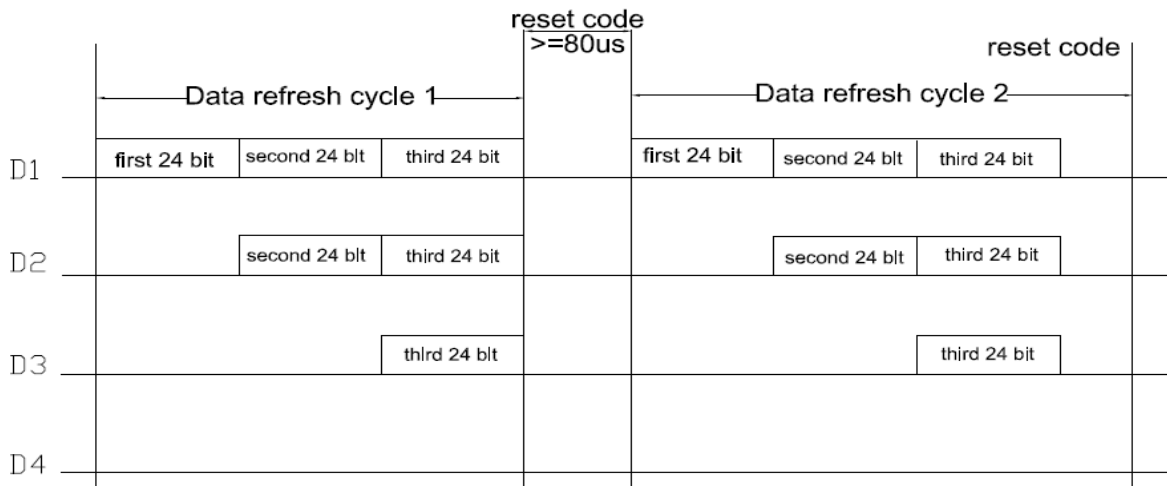 reset code
>=80us
reset code
Data refresh cycle 1
Data refresh cycle 2
D1 first 24 bit second 24 blt third 24 bit first 24 bit second 24 blt third 24 bit
D2 second 24 blt third 24 bit second 24 blt third 24 bit
D3 thlrd 24 blt third 24 bit
D4